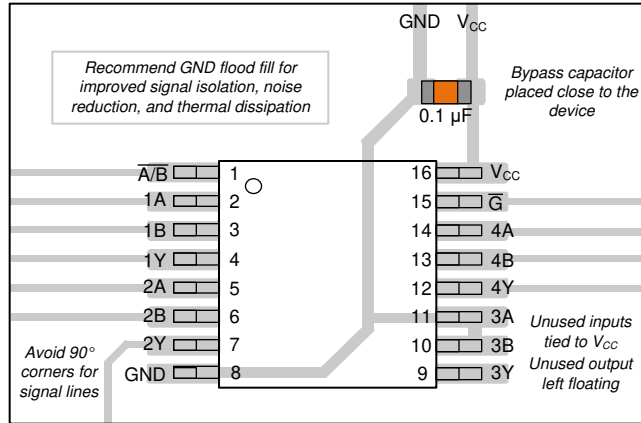 GND V_CC
Recommend GND flood fill for
improved signal isolation, noise
reduction, and thermal dissipation
Bypass capacitor
placed close to the
device
0.1 µF
A̅/̅B̅ 1 16 V_CC
1A 2 15 G̅
1B 3 14 4A
1Y 4 13 4B
2A 5 12 4Y
2B 6 11 3A
2Y 7 10 3B
GND 8 9 3Y
Avoid 90°
corners for
signal lines
Unused inputs
tied to V_CC
Unused output
left floating